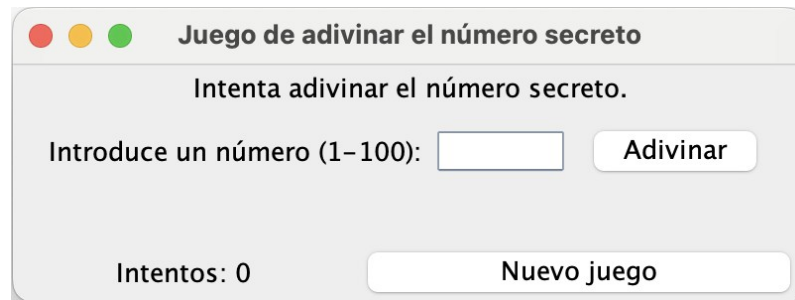 Juego de adivinar el número secreto
Intenta adivinar el número secreto.
Introduce un número (1-100): Adivinar
Intentos: 0 Nuevo juego